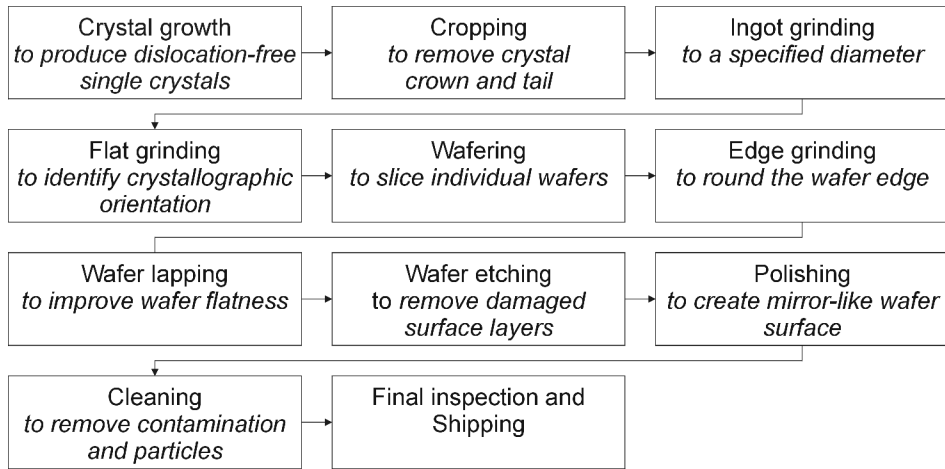 Crystal growth
to produce dislocation-free
single crystals
Cropping
to remove crystal
crown and tail
Ingot grinding
to a specified diameter
Flat grinding
to identify crystallographic
orientation
Wafering
to slice individual wafers
Edge grinding
to round the wafer edge
Wafer lapping
to improve wafer flatness
Wafer etching
to remove damaged
surface layers
Polishing
to create mirror-like wafer
surface
Cleaning
to remove contamination
and particles
Final inspection and
Shipping